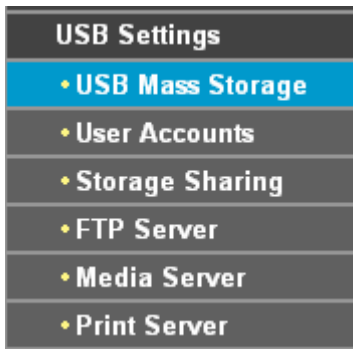 USB Settings
• USB Mass Storage
• User Accounts
• Storage Sharing
• FTP Server
• Media Server
• Print Server